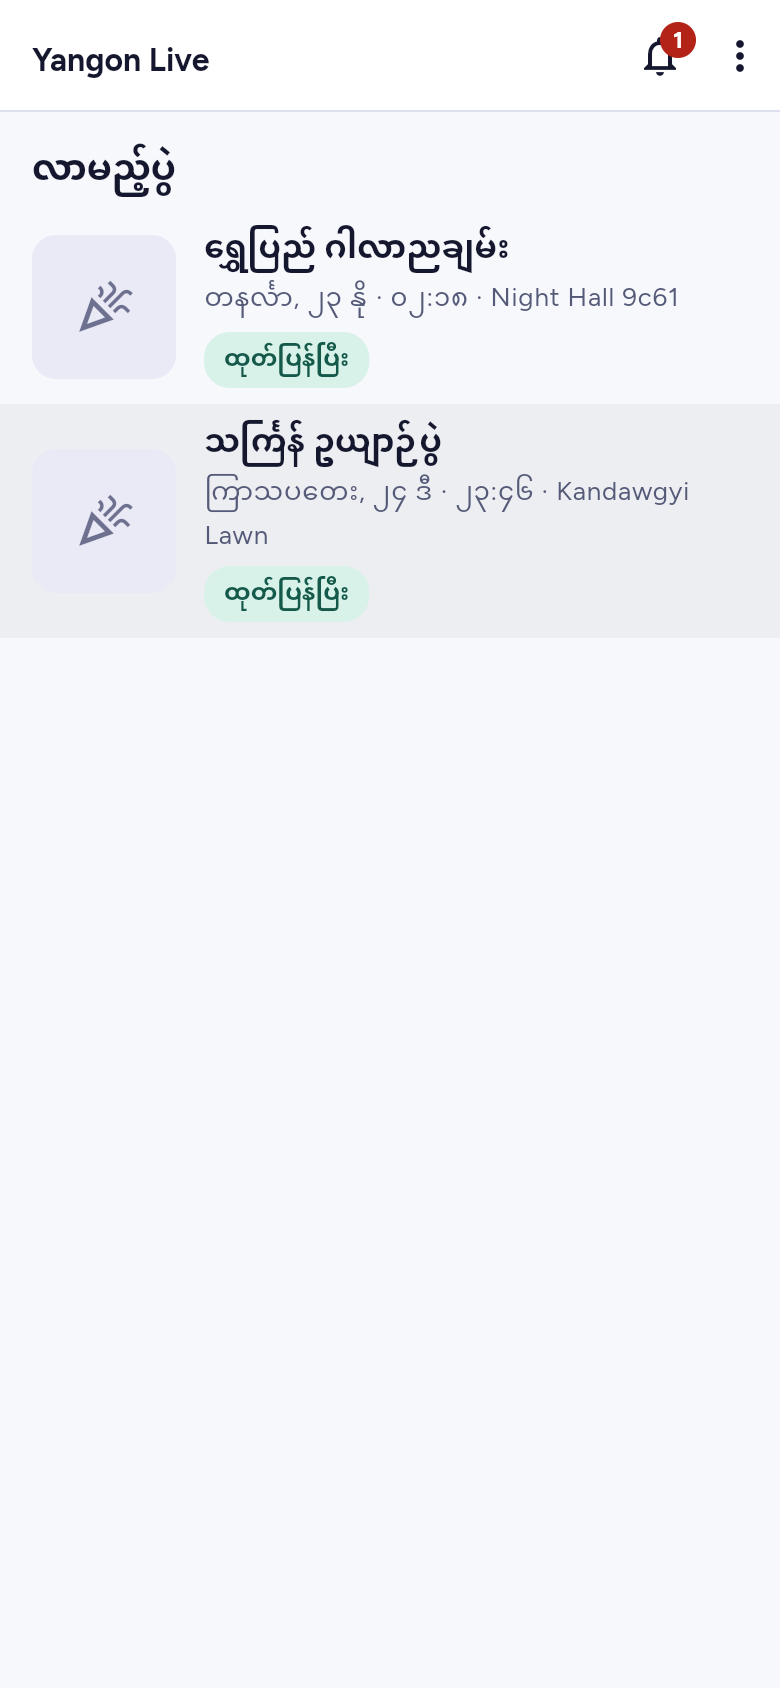 Yangon Live
1
လာမည့်ပွဲ
ရွှေပြည် ဂါလာညချမ်း
တနင်္လာ, ၂၃ နို · ၀၂:၁၈ · Night Hall 9c61
ထုတ်ပြန်ပြီး
သင်္ကြန် ဥယျာဉ်ပွဲ
ကြာသပတေး, ၂၄ ဒီ · ၂၃:၄၆ · Kandawgyi
Lawn
ထုတ်ပြန်ပြီး